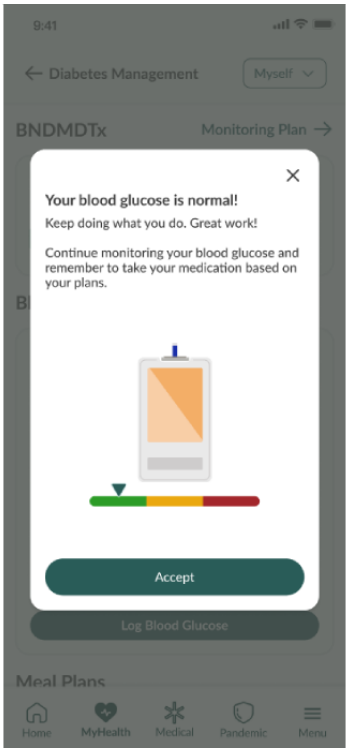 9:41
Diabetes Management
Myself
BNDMDTx
Monitoring Plan
Your blood glucose is normal!
Keep doing what you do. Great work!
Continue monitoring your blood glucose and
remember to take your medication based on
your plans.
Accept
Log Blood Glucose
Meal Plans
Home
MyHealth
Medical
Pandemic
Menu